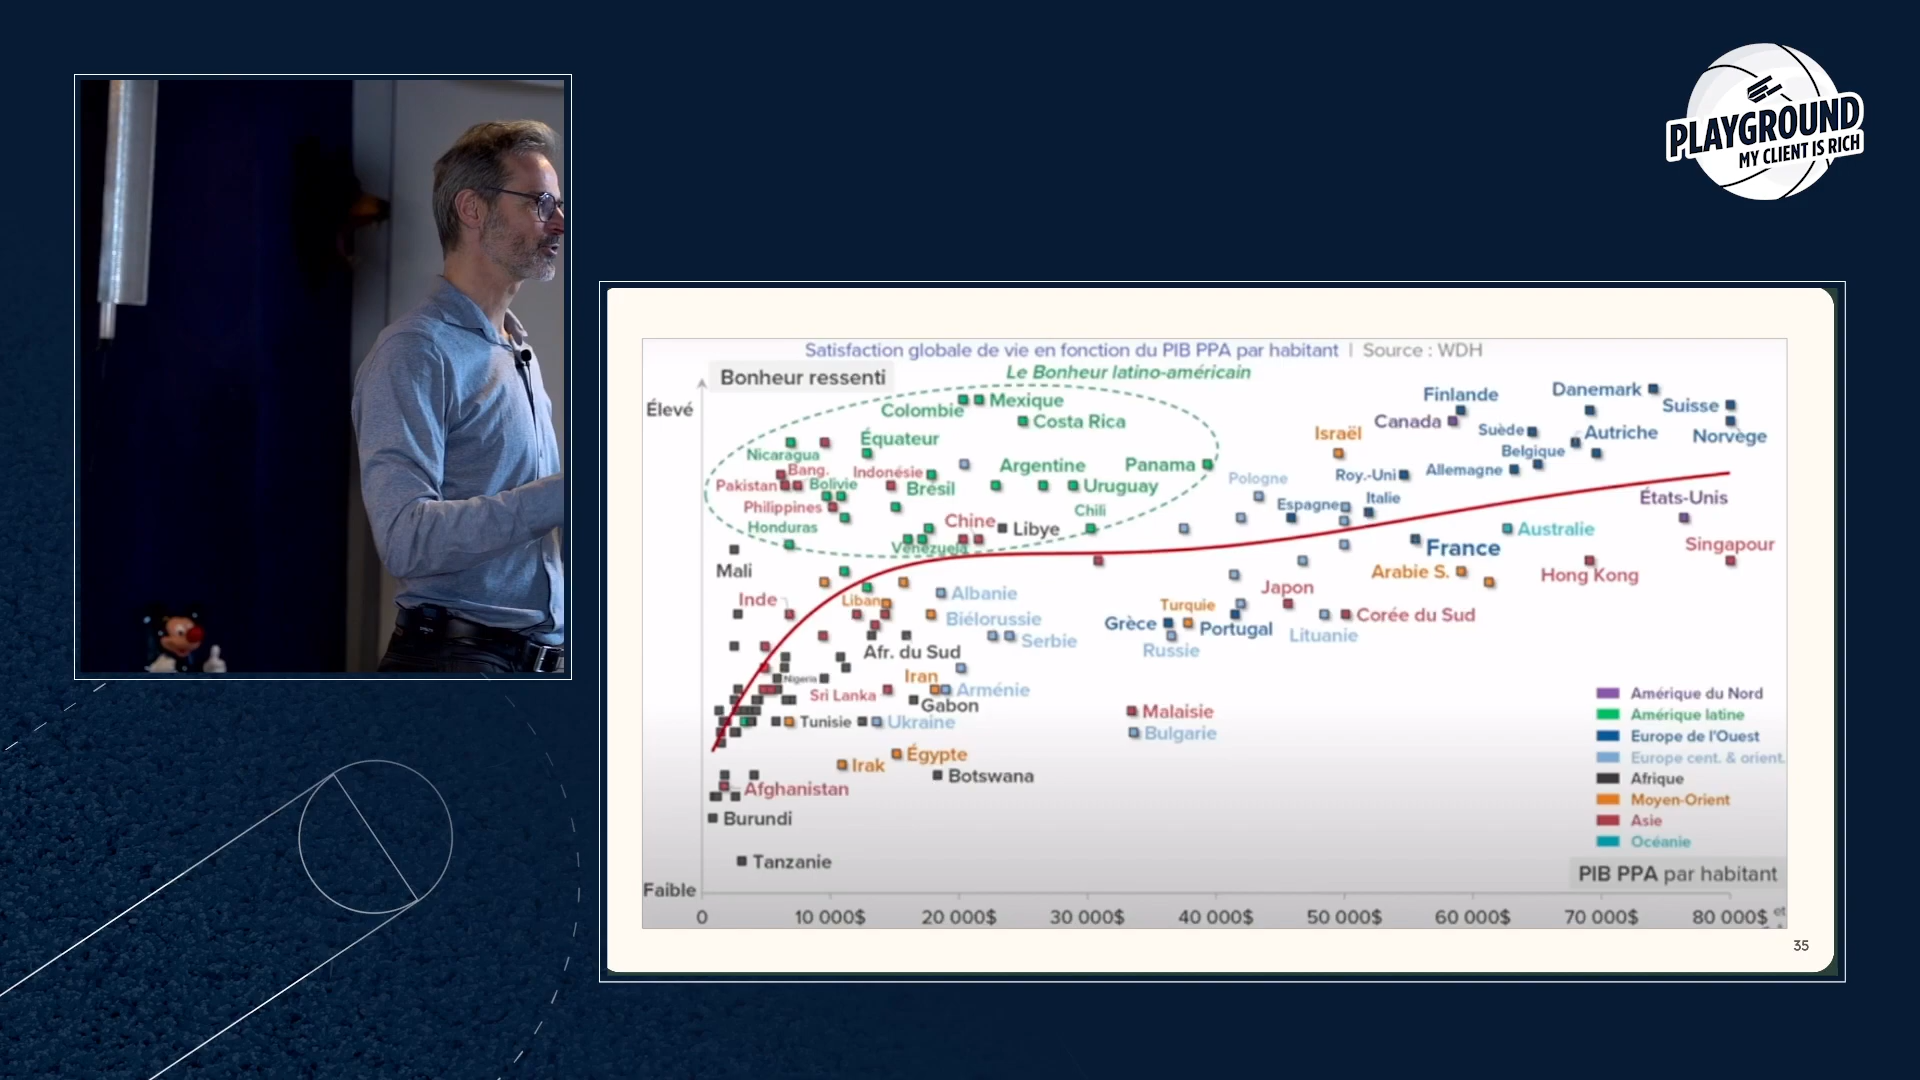 PLAYGROUND
MY CLIENT IS RICH
Satisfaction globale de vie en fonction du PIB PPA par habitant | Source : WDH
Bonheur ressenti
Le Bonheur latino-américain
Élevé
Colombie
Mexique
Costa Rica
Finlande
Danemark
Suisse
Canada
Suède
Autriche
Norvège
Israël
Équateur
Nicaragua
Belgique
Bang.
Indonésie
Argentine
Panama
Roy.-Uni
Allemagne
Pakistan
Bolivie
Brésil
Uruguay
Pologne
Espagne
Italie
États-Unis
Philippines
Chili
Honduras
Chine
Libye
Australie
Venezuela
France
Singapour
Mali
Arabie S.
Hong Kong
Inde
Liban
Albanie
Japon
Turquie
Biélorussie
Corée du Sud
Grèce
Portugal
Serbie
Lituanie
Afr. du Sud
Russie
Nigeria
Iran
Sri Lanka
Arménie
Gabon
Malaisie
Tunisie
Ukraine
Bulgarie
Égypte
Irak
Botswana
Afghanistan
Burundi
Tanzanie
Amérique du Nord
Amérique latine
Europe de l'Ouest
Europe cent. & orient.
Afrique
Moyen-Orient
Asie
Océanie
PIB PPA par habitant
Faible
0 10 000$ 20 000$ 30 000$ 40 000$ 50 000$ 60 000$ 70 000$ 80 000$ et
35